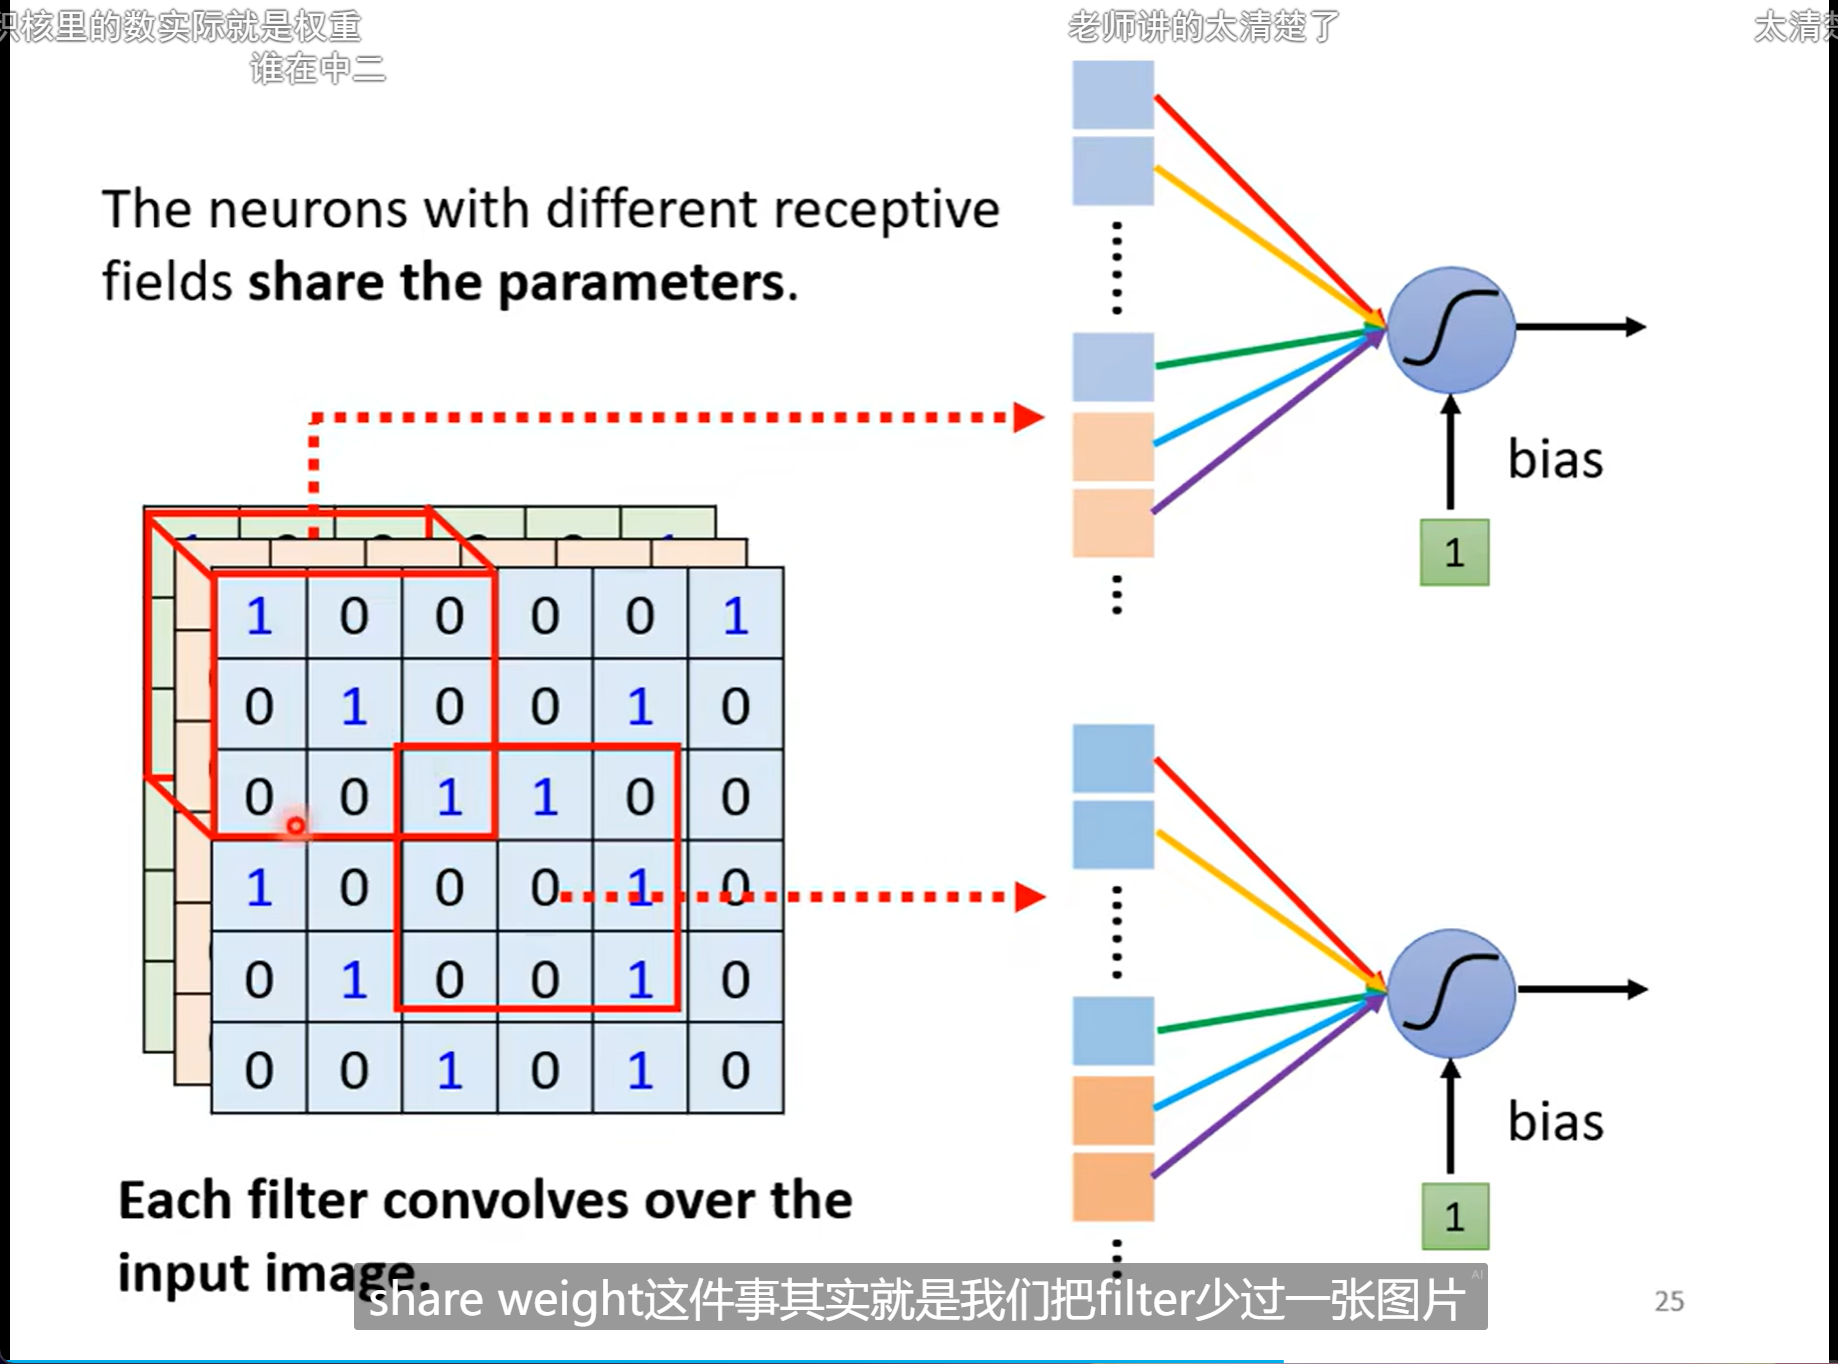 积核里的数实际就是权重
老师讲的太清楚了
太清楚
谁在中二
The neurons with different receptive
fields share the parameters.
bias
1
1 0 0 0 0 1
0 1 0 0 1 0
0 0 1 1 0 0
1 0 0 0 1 0
0 1 0 0 1 0
0 0 1 0 1 0
bias
1
Each filter convolves over the
input image.
share weight这件事其实就是我们把filter少过一张图片
AI
25